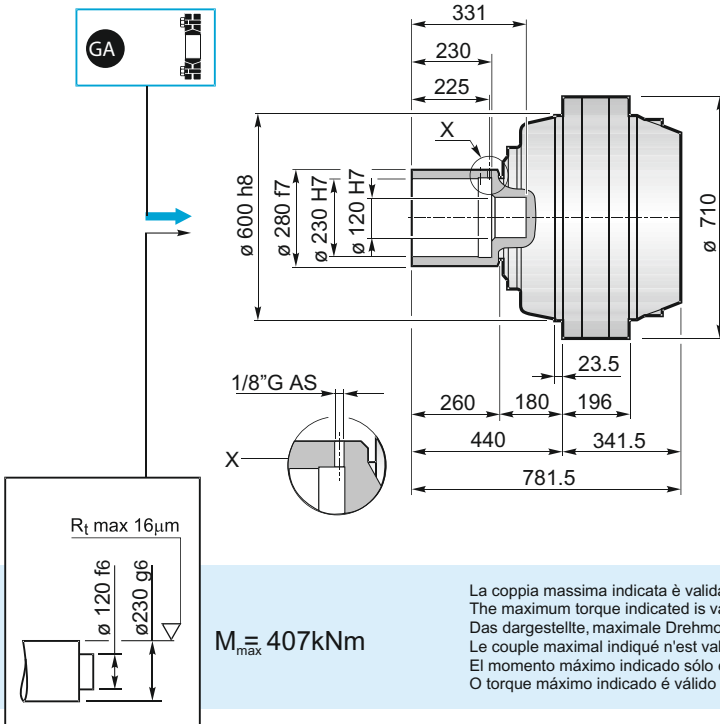 GA
331
230
225
X
ø 600 h8
ø 280 f7
ø 230 H7
ø 120 H7
ø 710
23.5
1/8”G AS
260 180 196
440 341.5
X
781.5
Rt max 16µm
ø 120 f6
ø230 g6
Mmax = 407kNm
La coppia massima indicata è valida
The maximum torque indicated is va
Das dargestellte, maximale Drehmo
Le couple maximal indiqué n'est val
El momento máximo indicado sólo e
O torque máximo indicado é válido